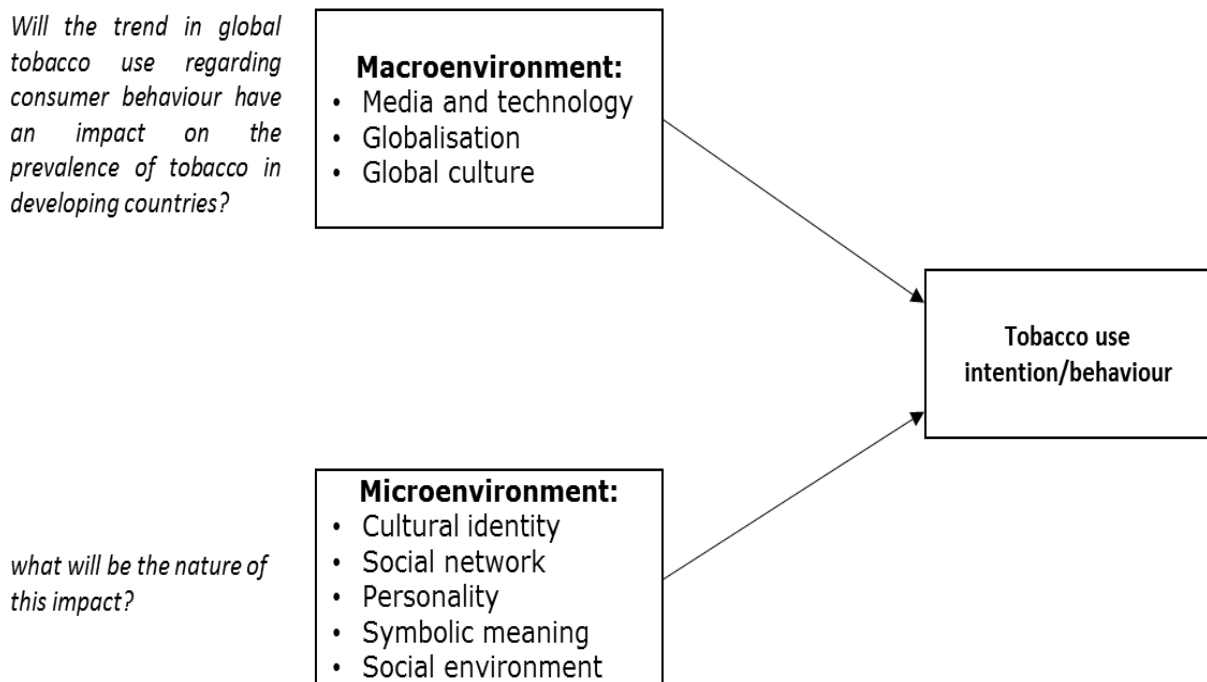 Will the trend in global
tobacco use regarding
consumer behaviour have
an impact on the
prevalence of tobacco in
developing countries?
Macroenvironment:
• Media and technology
• Globalisation
• Global culture
Tobacco use
intention/behaviour
what will be the nature of
this impact?
Microenvironment:
• Cultural identity
• Social network
• Personality
• Symbolic meaning
• Social environment